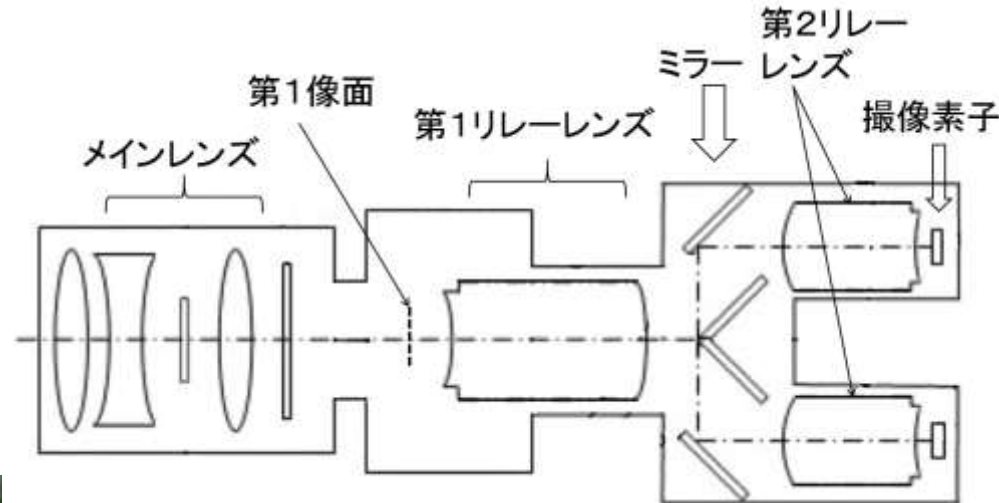 第2リレー
ミラー レンズ
第1像面
撮像素子
第1リレーレンズ
メインレンズ